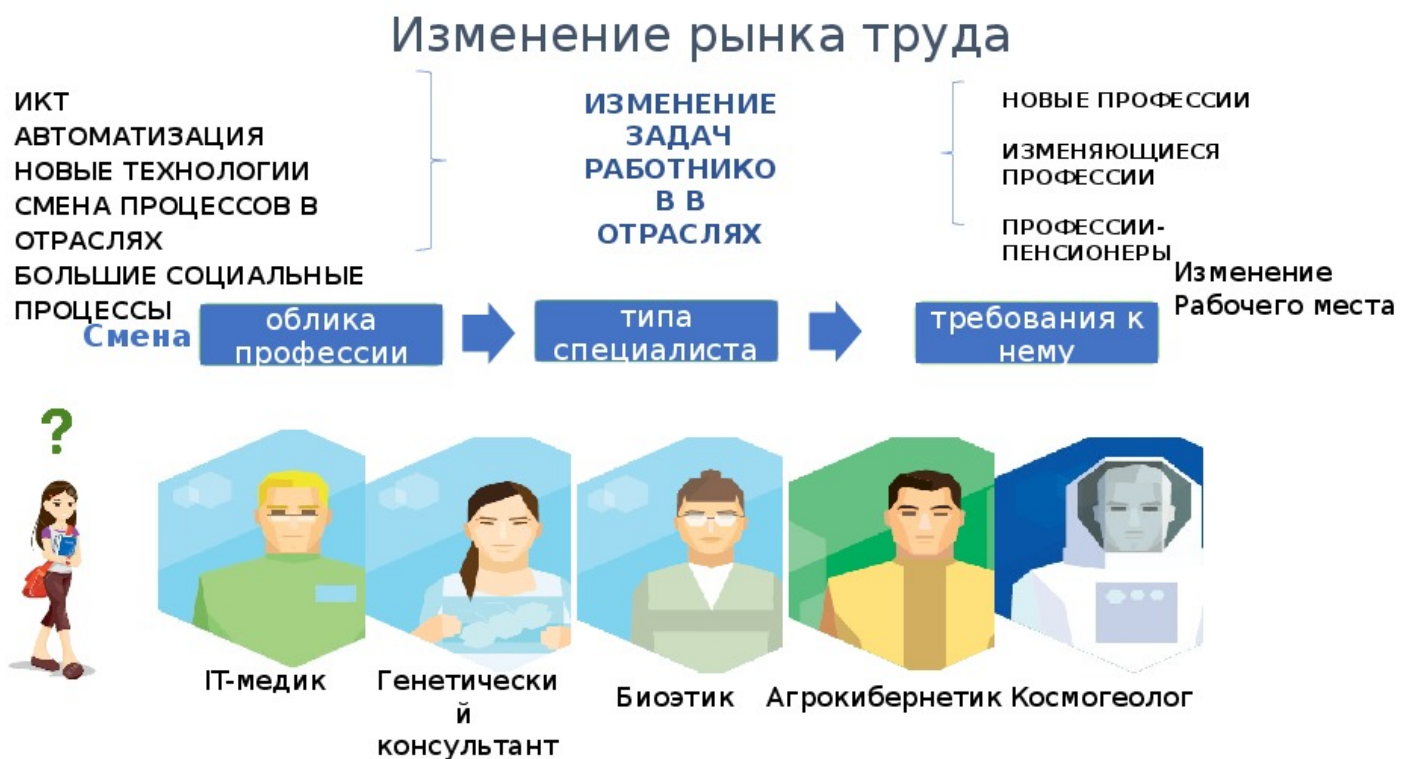 Изменение рынка труда
ИКТ
АВТОМАТИЗАЦИЯ
НОВЫЕ ТЕХНОЛОГИИ
СМЕНА ПРОЦЕССОВ В
ОТРАСЛЯХ
БОЛЬШИЕ СОЦИАЛЬНЫЕ
ПРОЦЕССЫ
ИЗМЕНЕНИЕ
ЗАДАЧ
РАБОТНИКО
В В
ОТРАСЛЯХ
НОВЫЕ ПРОФЕССИИ
ИЗМЕНЯЮЩИЕСЯ
ПРОФЕССИИ
ПРОФЕССИИ-
ПЕНСИОНЕРЫ
Изменение
Рабочего места
Смена
облика
профессии
типа
специалиста
требования к
нему
?
IT-медик
Генетически
й
консультант
Биоэтик
Агрокибернетик
Космогеолог